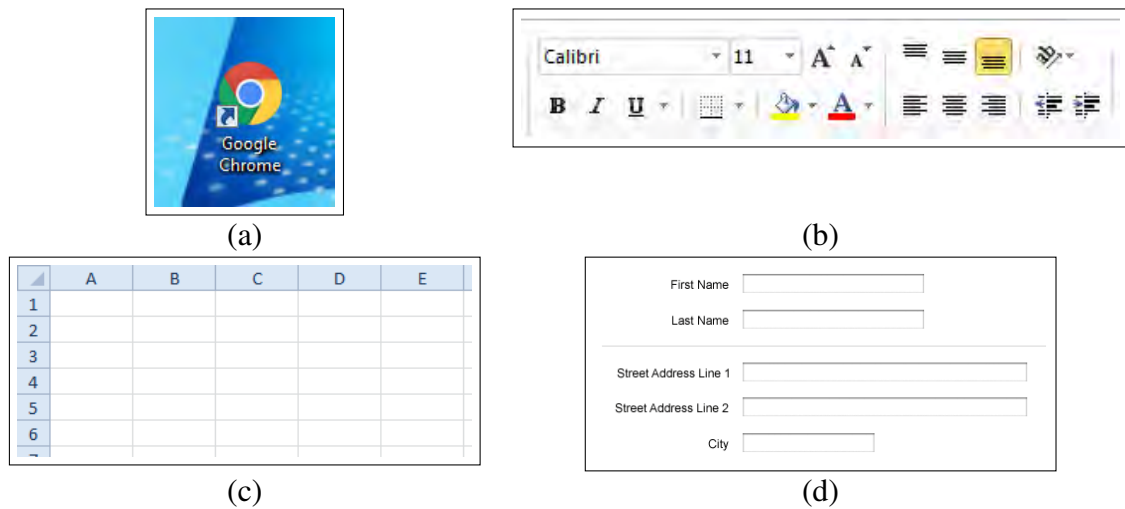 Google
Chrome
(a)
Calibri 11 A A
B I U A
(b)
A B C D E
1
2
3
4
5
6
(c)
First Name
Last Name
Street Address Line 1
Street Address Line 2
City
(d)